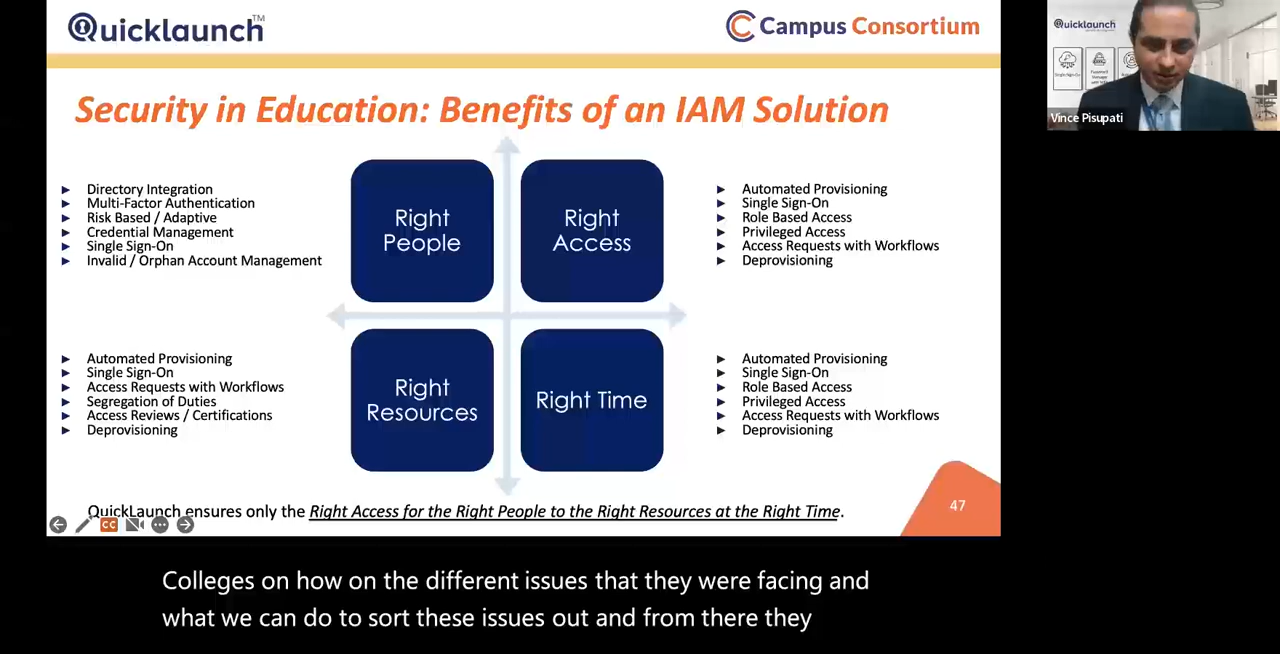 Quicklaunch™
Campus Consortium
Quicklaunch
Vince Pisupati
Security in Education: Benefits of an IAM Solution
Directory Integration
Multi-Factor Authentication
Risk Based / Adaptive
Credential Management
Single Sign-On
Invalid / Orphan Account Management
Right
People
Right
Access
Automated Provisioning
Single Sign-On
Role Based Access
Privileged Access
Access Requests with Workflows
Deprovisioning
Automated Provisioning
Single Sign-On
Access Requests with Workflows
Segregation of Duties
Access Reviews / Certifications
Deprovisioning
Right
Resources
Right Time
Automated Provisioning
Single Sign-On
Role Based Access
Privileged Access
Access Requests with Workflows
Deprovisioning
QuickLaunch ensures only the Right Access for the Right People to the Right Resources at the Right Time.
47
CC
Colleges on how on the different issues that they were facing and
what we can do to sort these issues out and from there they